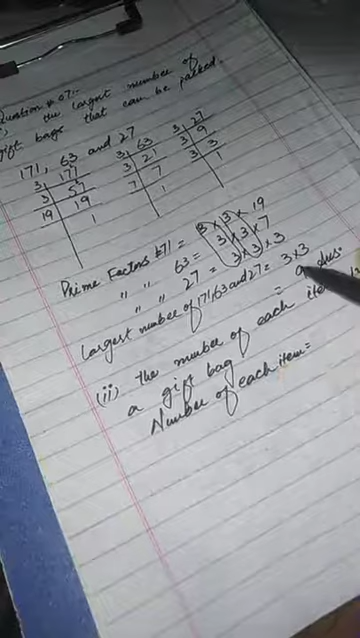 Question # 07:-
the largest number of
gift bags that can be packed.
171, 63 and 27
3 | 177
3 | 57
19 | 19
1
3 | 63
3 | 21
7 | 7
1
3 | 27
3 | 9
3 | 3
1
Prime Factors 171 = 3 × 3 × 19
" " 63 = 3 × 3 × 7
" " 27 = 3 × 3 × 3
Largest number of 171, 63 and 27 = 3 × 3
= 9 Ans.
(ii) The number of each item in
a gift bag
Number of each item =